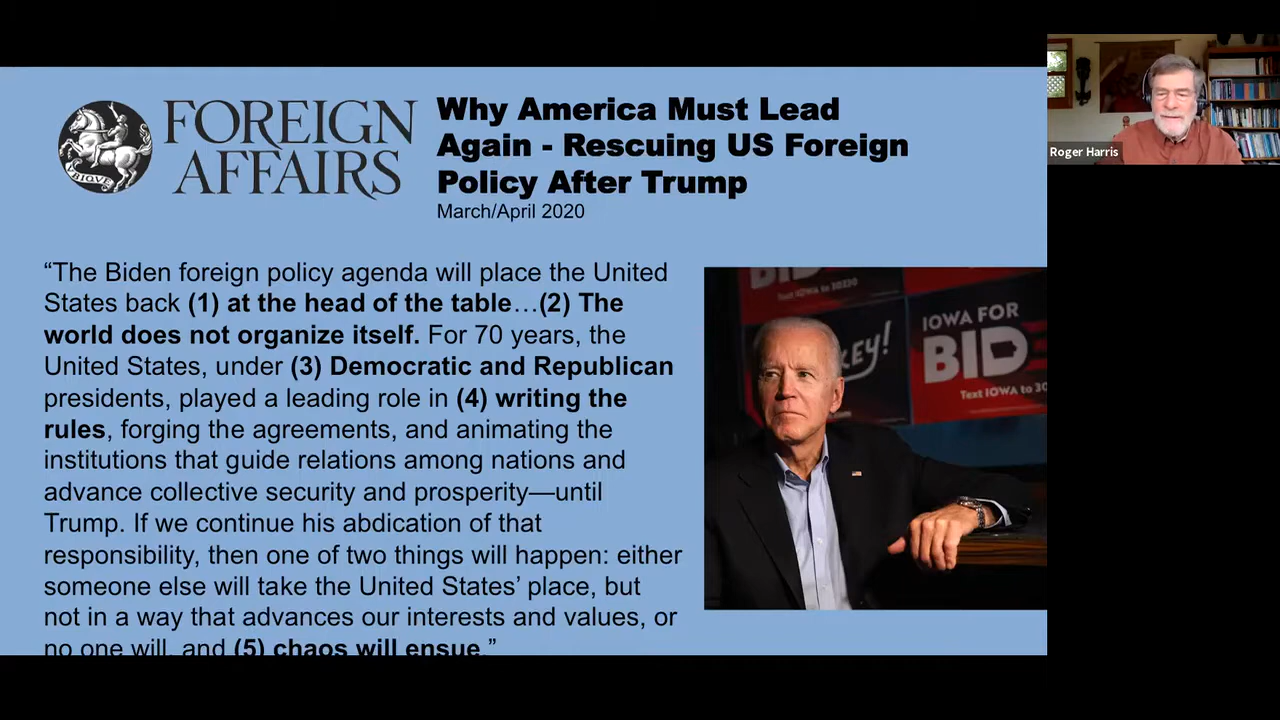 FOREIGN
AFFAIRS
VBIQVE
Why America Must Lead
Again - Rescuing US Foreign
Policy After Trump
March/April 2020
Roger Harris
“The Biden foreign policy agenda will place the United
States back (1) at the head of the table…(2) The
world does not organize itself. For 70 years, the
United States, under (3) Democratic and Republican
presidents, played a leading role in (4) writing the
rules, forging the agreements, and animating the
institutions that guide relations among nations and
advance collective security and prosperity—until
Trump. If we continue his abdication of that
responsibility, then one of two things will happen: either
someone else will take the United States’ place, but
not in a way that advances our interests and values, or
no one will, and (5) chaos will ensue.”
BID
Text IOWA to 30330
KEY!
IOWA FOR
BID
Text IOWA to 30